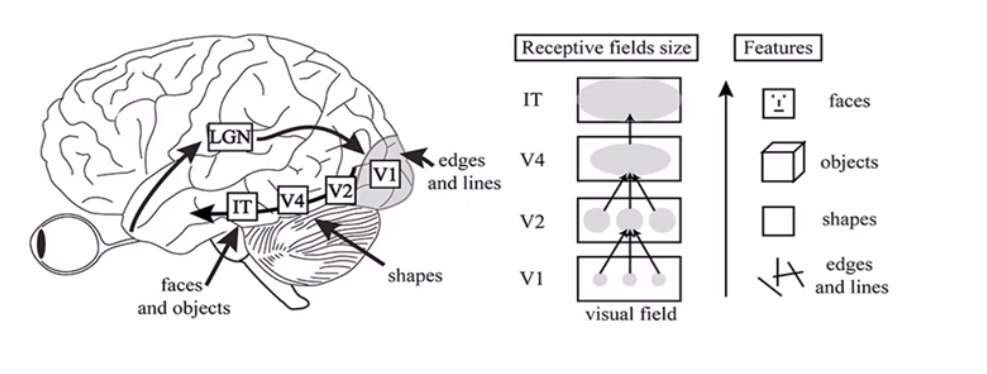 LGN
V1
V2
V4
IT
edges
and lines
shapes
faces
and objects
Receptive fields size
IT
V4
V2
V1
visual field
Features
faces
objects
shapes
edges
and lines